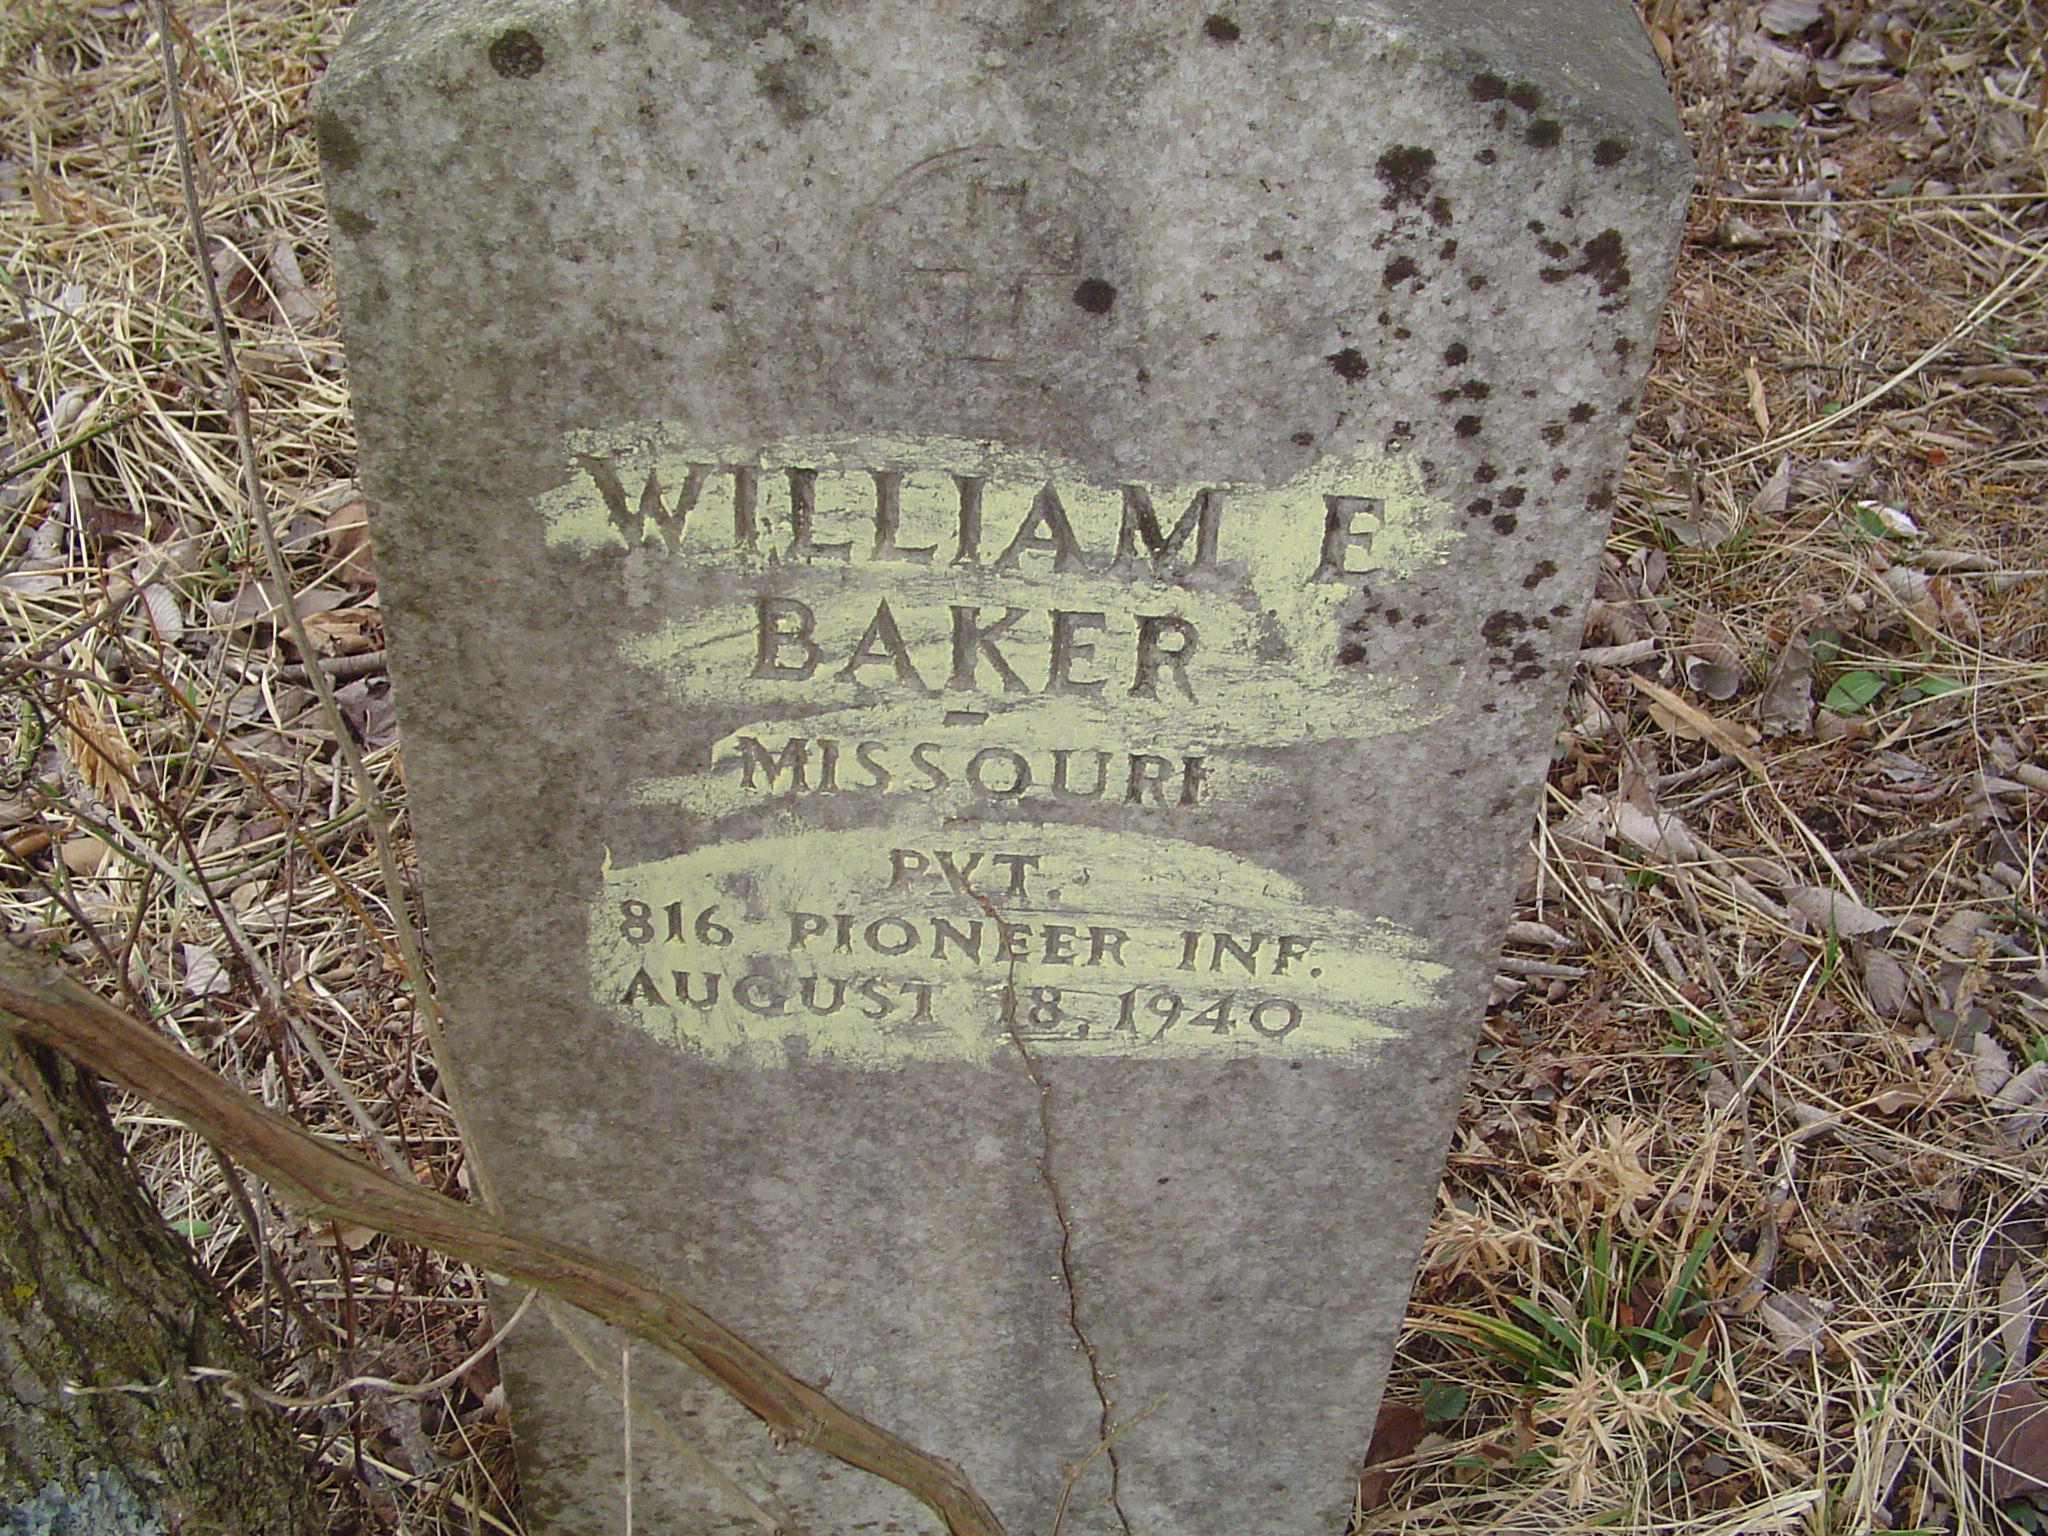 WILLIAM E
BAKER
MISSOURI
PVT.
816 PIONEER INF.
AUGUST 18, 1940